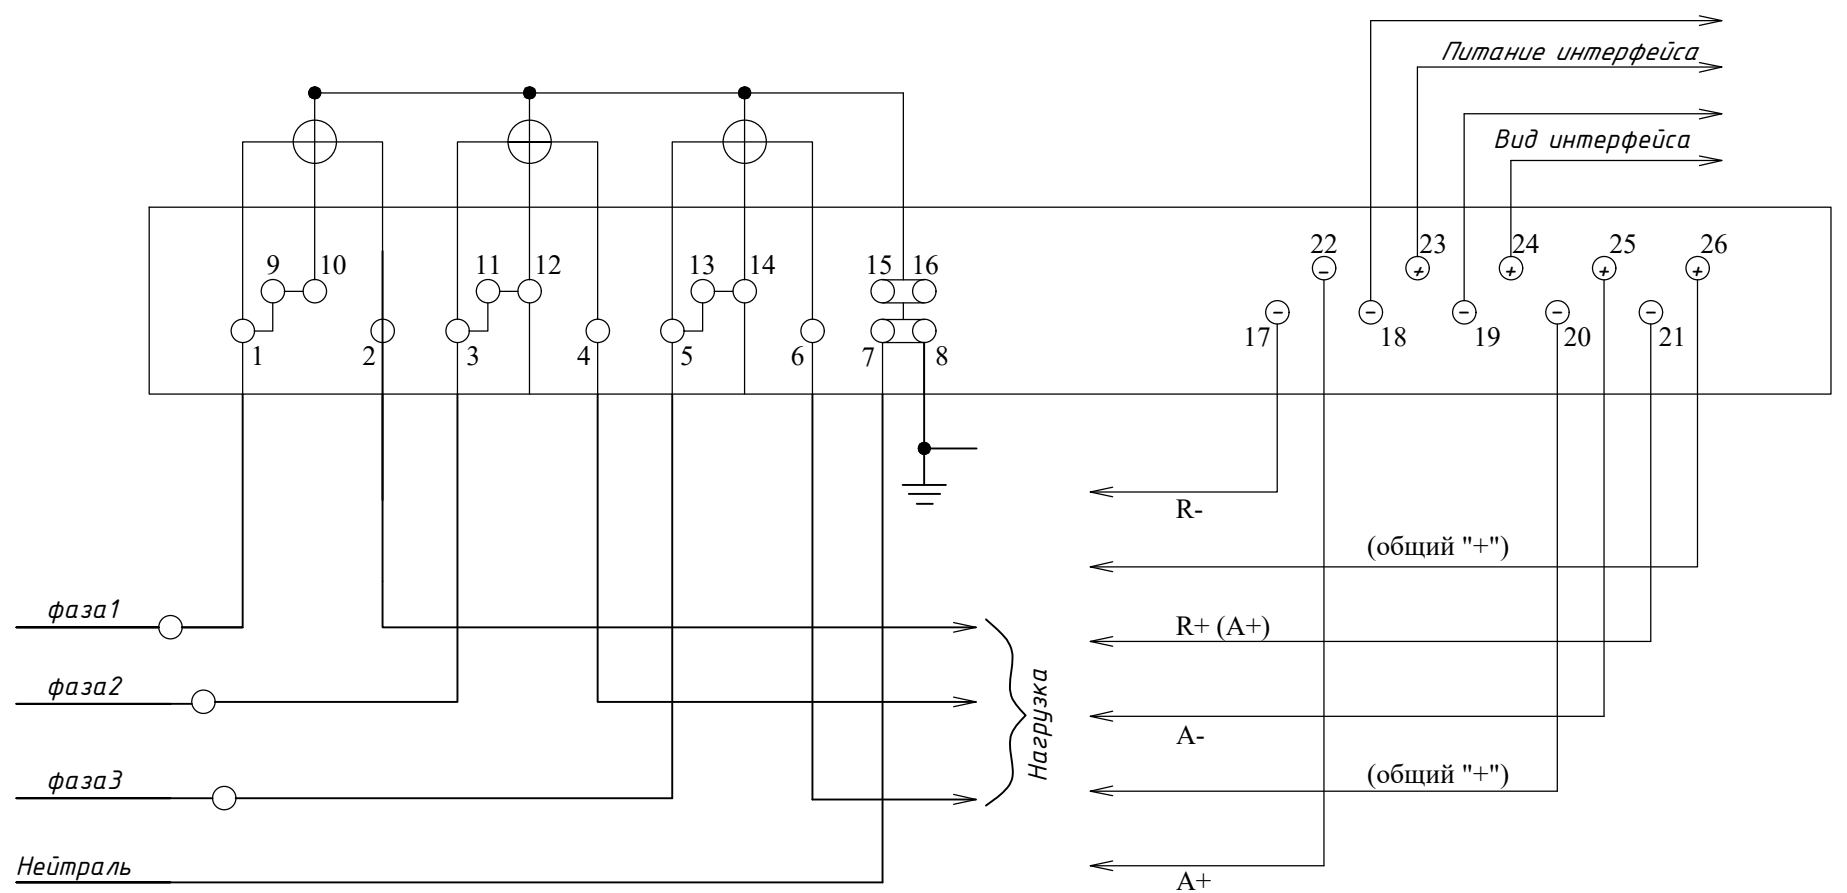 Питание интерфейса
Вид интерфейса
22 23 24 25 26
9 10 11 12 13 14 15 16
17 18 19 20 21
1 2 3 4 5 6 7 8
R-
(общий "+")
фаза1
R+ (A+)
фаза2
Нагрузка
A-
фаза3
(общий "+")
Нейтраль
A+